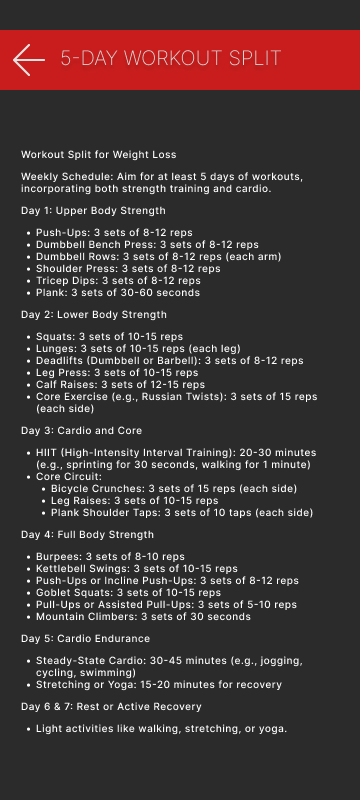 5-DAY WORKOUT SPLIT
Workout Split for Weight Loss
Weekly Schedule: Aim for at least 5 days of workouts,
incorporating both strength training and cardio.
Day 1: Upper Body Strength
• Push-Ups: 3 sets of 8-12 reps
• Dumbbell Bench Press: 3 sets of 8-12 reps
• Dumbbell Rows: 3 sets of 8-12 reps (each arm)
• Shoulder Press: 3 sets of 8-12 reps
• Tricep Dips: 3 sets of 8-12 reps
• Plank: 3 sets of 30-60 seconds
Day 2: Lower Body Strength
• Squats: 3 sets of 10-15 reps
• Lunges: 3 sets of 10-15 reps (each leg)
• Deadlifts (Dumbbell or Barbell): 3 sets of 8-12 reps
• Leg Press: 3 sets of 10-15 reps
• Calf Raises: 3 sets of 12-15 reps
• Core Exercise (e.g., Russian Twists): 3 sets of 15 reps
(each side)
Day 3: Cardio and Core
• HIIT (High-Intensity Interval Training): 20-30 minutes
(e.g., sprinting for 30 seconds, walking for 1 minute)
• Core Circuit:
• Bicycle Crunches: 3 sets of 15 reps (each side)
• Leg Raises: 3 sets of 10-15 reps
• Plank Shoulder Taps: 3 sets of 10 taps (each side)
Day 4: Full Body Strength
• Burpees: 3 sets of 8-10 reps
• Kettlebell Swings: 3 sets of 10-15 reps
• Push-Ups or Incline Push-Ups: 3 sets of 8-12 reps
• Goblet Squats: 3 sets of 10-15 reps
• Pull-Ups or Assisted Pull-Ups: 3 sets of 5-10 reps
• Mountain Climbers: 3 sets of 30 seconds
Day 5: Cardio Endurance
• Steady-State Cardio: 30-45 minutes (e.g., jogging,
cycling, swimming)
• Stretching or Yoga: 15-20 minutes for recovery
Day 6 & 7: Rest or Active Recovery
• Light activities like walking, stretching, or yoga.